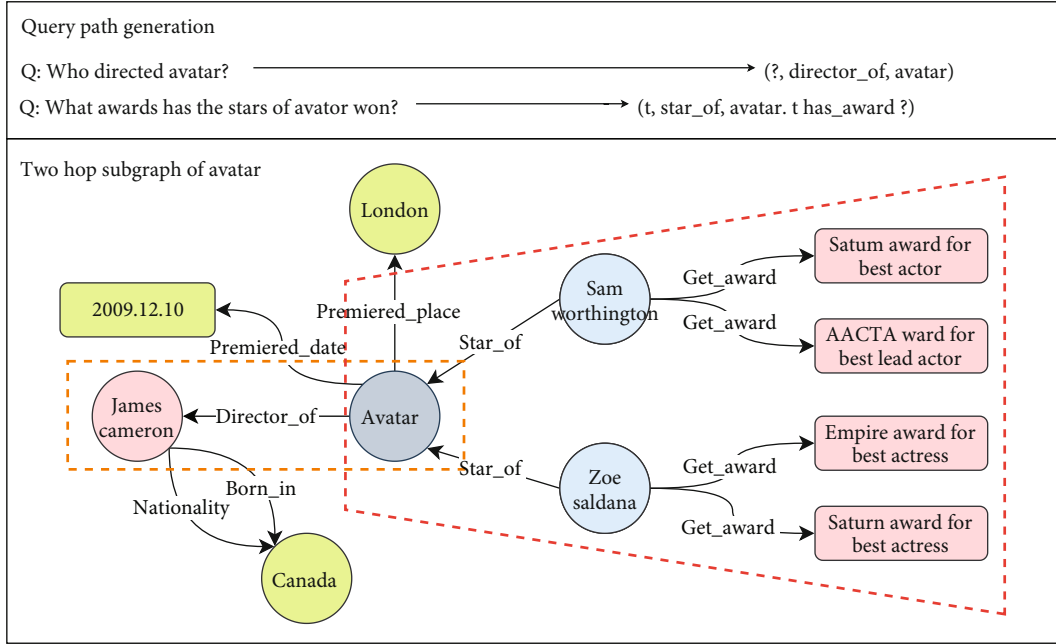 Query path generation
Q: Who directed avatar?
(?, director_of, avatar)
Q: What awards has the stars of avator won?
(t, star_of, avatar. t has_award ?)
Two hop subgraph of avatar
London
2009.12.10
Premiered_place
Premiered_date
Sam
worthington
Get_award
Satum award for
best actor
Get_award
AACTA ward for
best lead actor
Star_of
James
cameron
Director_of
Avatar
Star_of
Zoe
saldana
Get_award
Empire award for
best actress
Get_award
Saturn award for
best actress
Born_in
Nationality
Canada